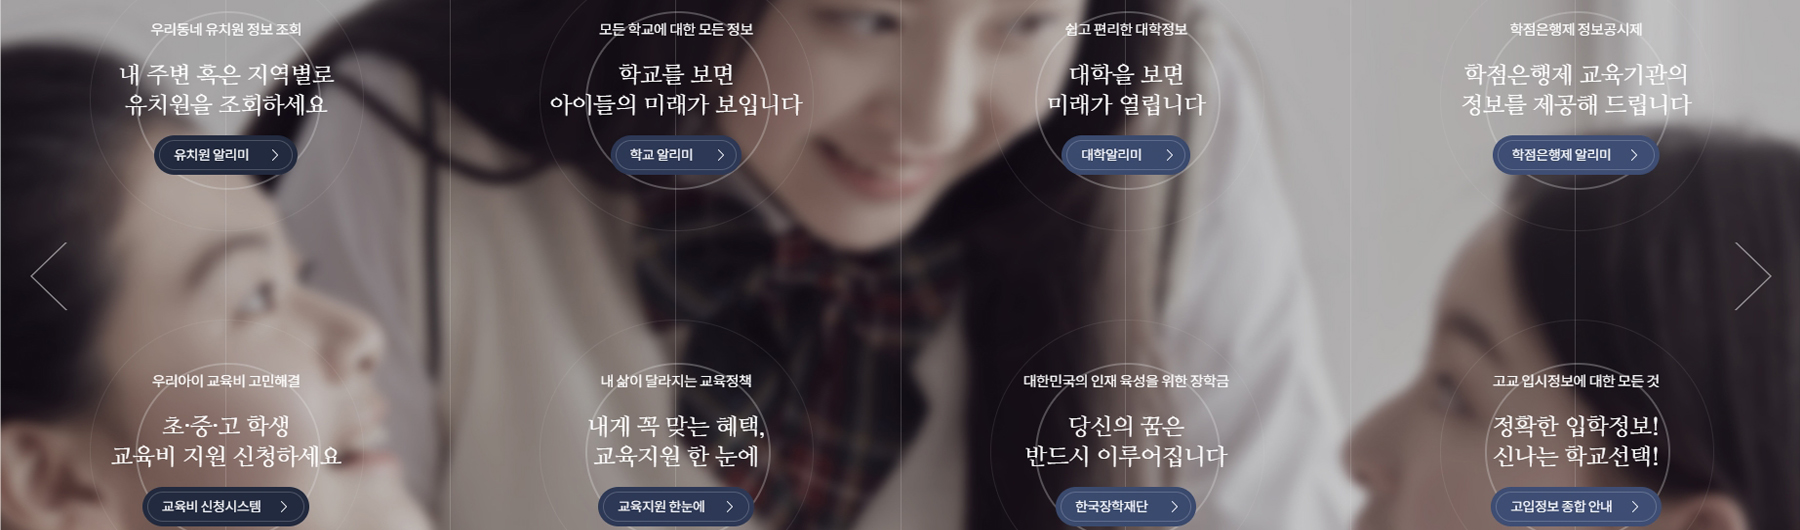 우리동네 유치원 정보 조회
내 주변 혹은 지역별로
유치원을 조회하세요
유치원 알리미
모든 학교에 대한 모든 정보
학교를 보면
아이들의 미래가 보입니다
학교 알리미
쉽고 편리한 대학정보
대학을 보면
미래가 열립니다
대학알리미
학점은행제 정보공시제
학점은행제 교육기관의
정보를 제공해 드립니다
학점은행제 알리미
우리아이 교육비 고민해결
초·중·고 학생
교육비 지원 신청하세요
교육비 신청시스템
내 삶이 달라지는 교육정책
내게 꼭 맞는 혜택,
교육지원 한 눈에
교육지원 한눈에
대한민국의 인재 육성을 위한 장학금
당신의 꿈은
반드시 이루어집니다
한국장학재단
고교 입시정보에 대한 모든 것
정확한 입학정보!
신나는 학교선택!
고입정보 종합 안내